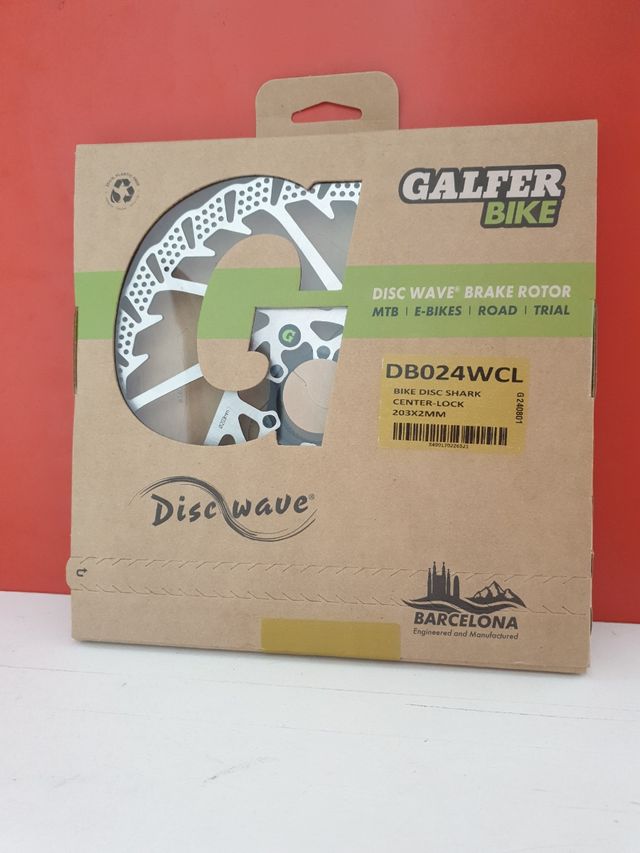 GALFER
BIKE
DISC WAVE® BRAKE ROTOR
MTB | E-BIKES | ROAD | TRIAL
DB024WCL
BIKE DISC SHARK
CENTER-LOCK
203X2MM
G240801
G
Disc wave®
BARCELONA
Engineered and Manufactured